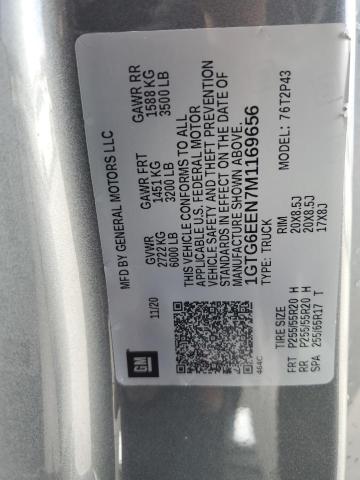 MFD BY GENERAL MOTORS LLC
11/20
GVWR
2722 KG
6000 LB
GAWR FRT
1451 KG
3200 LB
GAWR RR
1588 KG
3500 LB
THIS VEHICLE CONFORMS TO ALL
APPLICABLE U.S. FEDERAL MOTOR
VEHICLE SAFETY AND THEFT PREVENTION
STANDARDS IN EFFECT ON THE DATE OF
MANUFACTURE SHOWN ABOVE.
1GTG6EEN7M1169656
TYPE: TRUCK
MODEL: 76T2P43
GM
464C
TIRE SIZE RIM
FRT P255/55R20 H 20X8.5J
RR P255/55R20 H 20X8.5J
SPA 255/65R17 T 17X8J